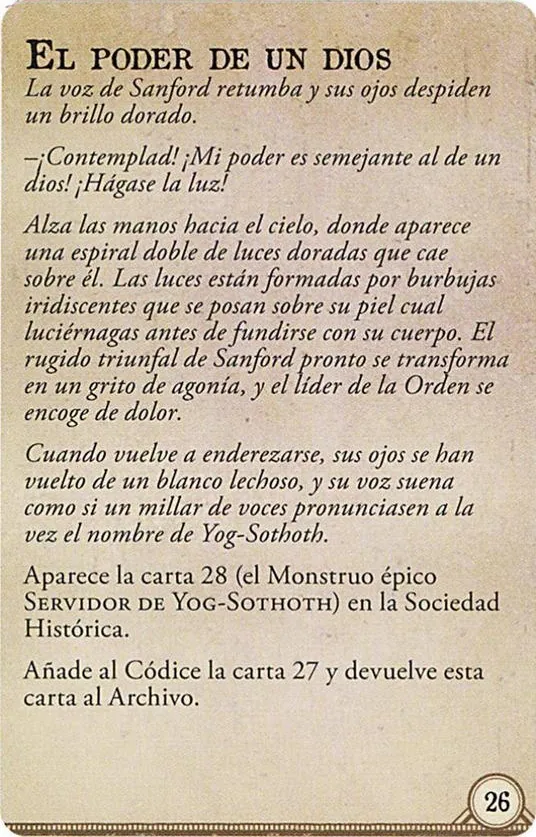 El poder de un dios
La voz de Sanford retumba y sus ojos despiden
un brillo dorado.
–¡Contemplad! ¡Mi poder es semejante al de un
dios! ¡Hágase la luz!
Alza las manos hacia el cielo, donde aparece
una espiral doble de luces doradas que cae
sobre él. Las luces están formadas por burbujas
iridiscentes que se posan sobre su piel cual
luciérnagas antes de fundirse con su cuerpo. El
rugido triunfal de Sanford pronto se transforma
en un grito de agonía, y el líder de la Orden se
encoge de dolor.
Cuando vuelve a enderezarse, sus ojos se han
vuelto de un blanco lechoso, y su voz suena
como si un millar de voces pronunciasen a la
vez el nombre de Yog-Sothoth.
Aparece la carta 28 (el Monstruo épico
Servidor de Yog-Sothoth) en la Sociedad
Histórica.
Añade al Códice la carta 27 y devuelve esta
carta al Archivo.
26